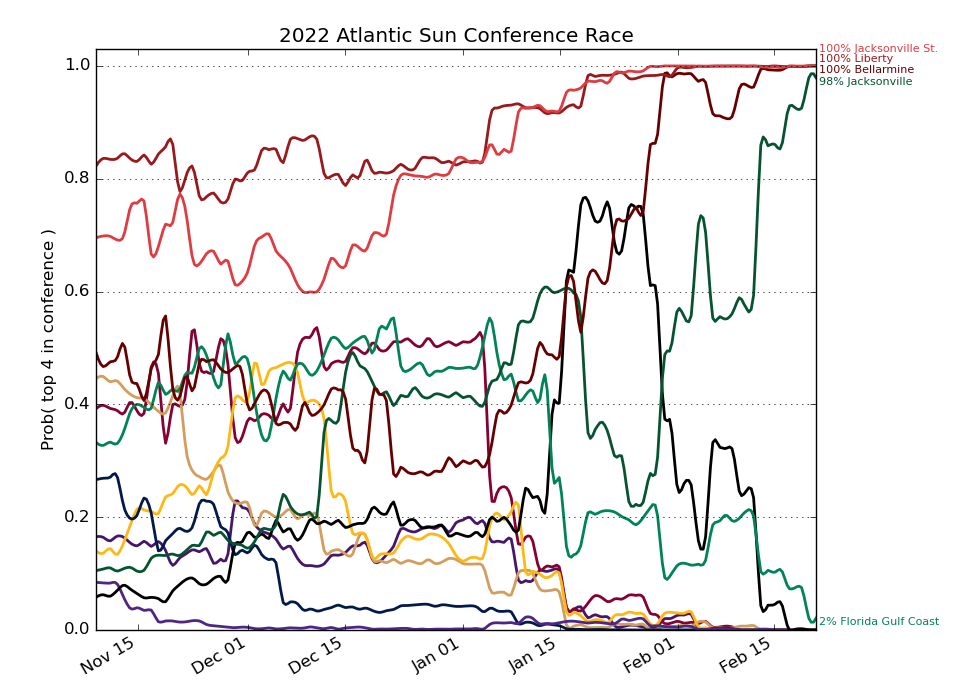 2022 Atlantic Sun Conference Race
100% Jacksonville St.
100% Liberty
100% Bellarmine
98% Jacksonville
1.0
0.8
0.6
0.4
0.2
0.0
Prob( top 4 in conference )
2% Florida Gulf Coast
Nov 15
Dec 01
Dec 15
Jan 01
Jan 15
Feb 01
Feb 15